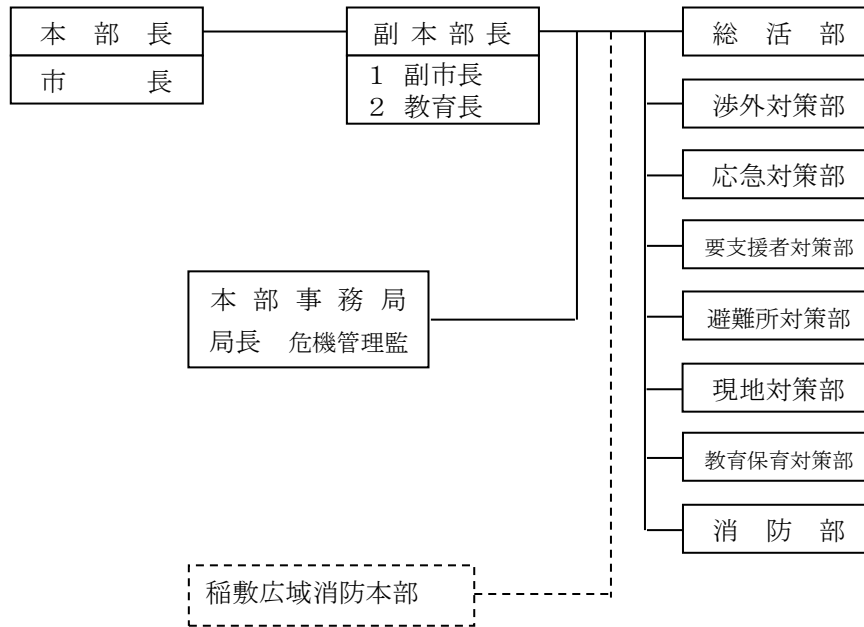 本部長
市長
副本部長
1 副市長
2 教育長
総活部
渉外対策部
応急対策部
要支援者対策部
避難所対策部
現地対策部
教育保育対策部
消防部
本部事務局
局長 危機管理監
稲敷広域消防本部